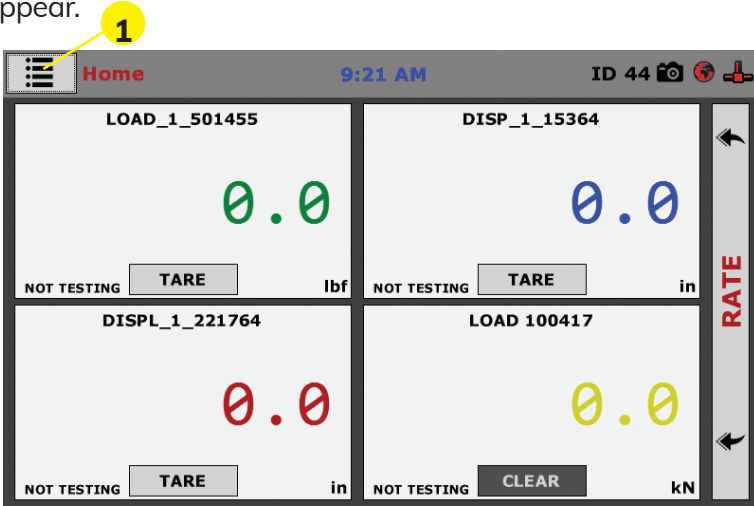 ppear.
1
Home 9:21 AM ID 44
LOAD_1_501455
0.0
NOT TESTING TARE lbf
DISP_1_15364
0.0
NOT TESTING TARE in
DISPL_1_221764
0.0
NOT TESTING TARE in
LOAD 100417
0.0
NOT TESTING CLEAR kN
RATE